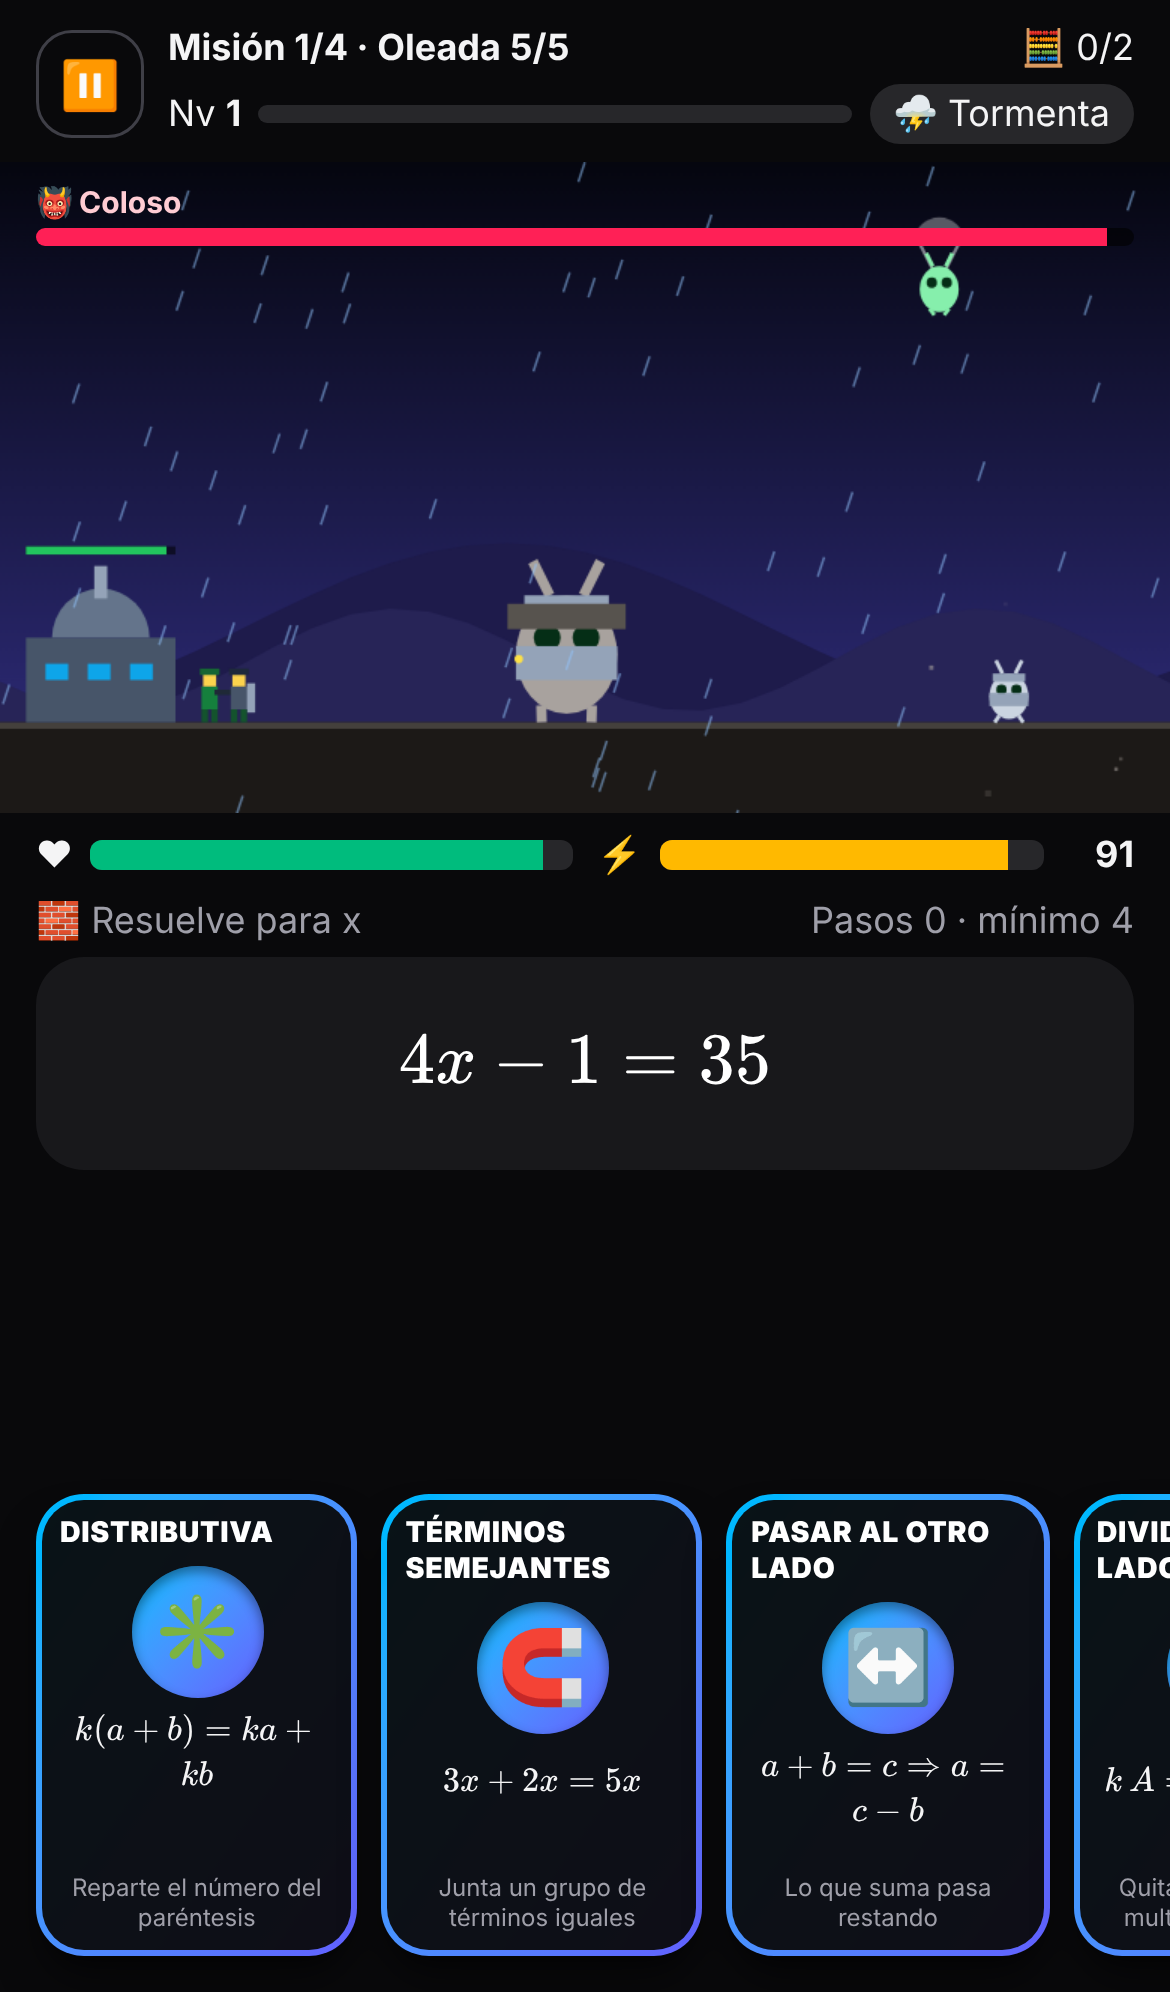 Misión 1/4 · Oleada 5/5
0/2
Nv 1
Tormenta
Coloso
91
Resuelve para x
Pasos 0 · mínimo 4
4x − 1 = 35
DISTRIBUTIVA
k(a + b) = ka +
kb
Reparte el número del
paréntesis
TÉRMINOS
SEMEJANTES
3x + 2x = 5x
Junta un grupo de
términos iguales
PASAR AL OTRO
LADO
a + b = c ⇒ a =
c − b
Lo que suma pasa
restando
k A